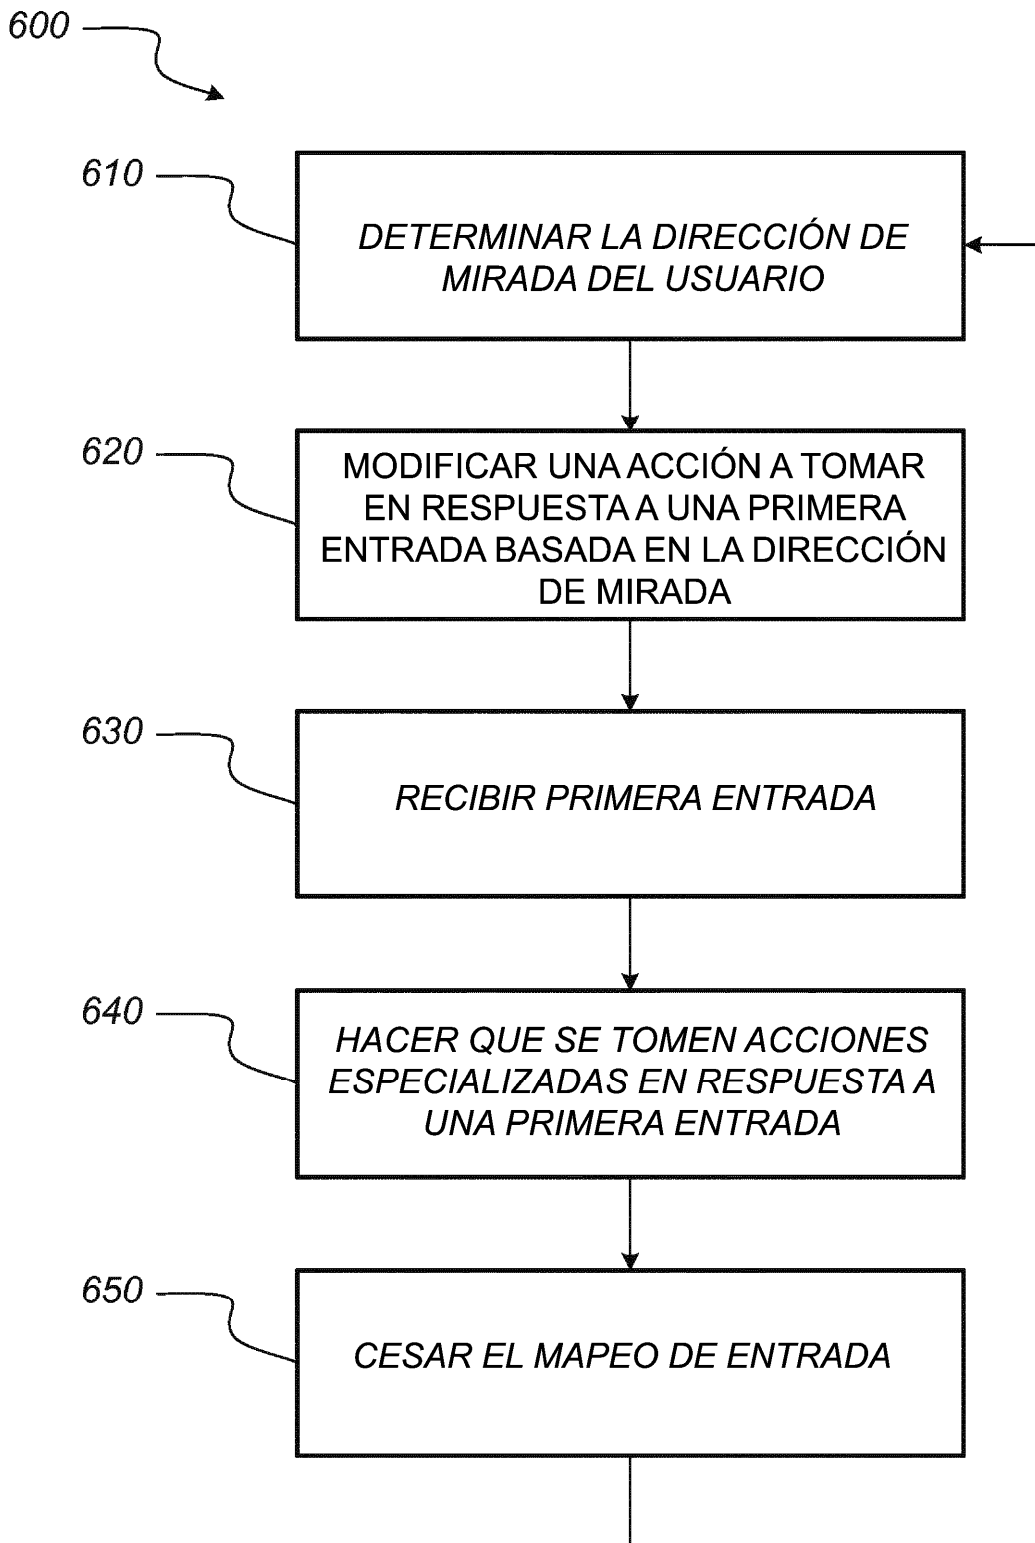 600
610
DETERMINAR LA DIRECCIÓN DE
MIRADA DEL USUARIO
620
MODIFICAR UNA ACCIÓN A TOMAR
EN RESPUESTA A UNA PRIMERA
ENTRADA BASADA EN LA DIRECCIÓN
DE MIRADA
630
RECIBIR PRIMERA ENTRADA
640
HACER QUE SE TOMEN ACCIONES
ESPECIALIZADAS EN RESPUESTA A
UNA PRIMERA ENTRADA
650
CESAR EL MAPEO DE ENTRADA